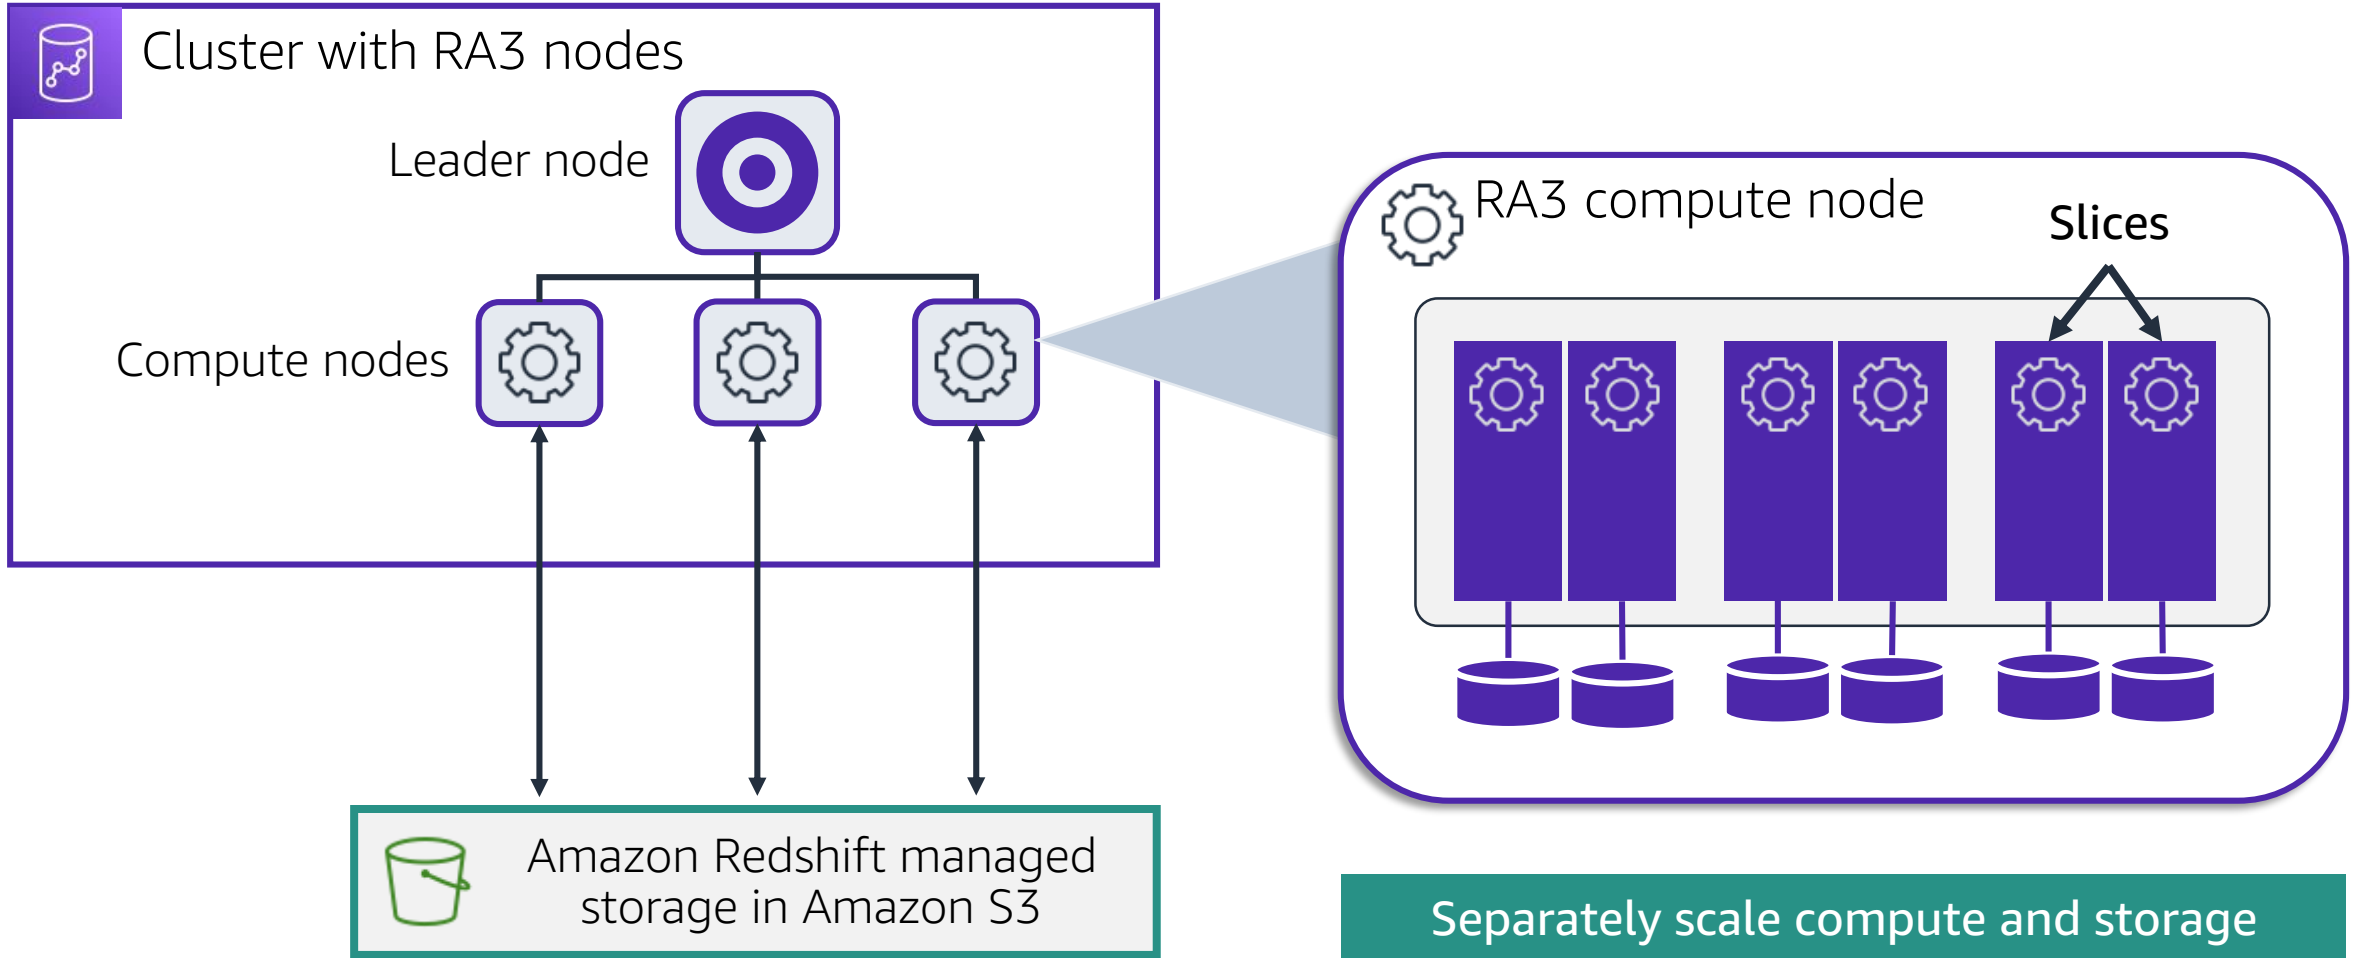 Cluster with RA3 nodes
Leader node
Compute nodes
Amazon Redshift managed
storage in Amazon S3
RA3 compute node
Slices
Separately scale compute and storage